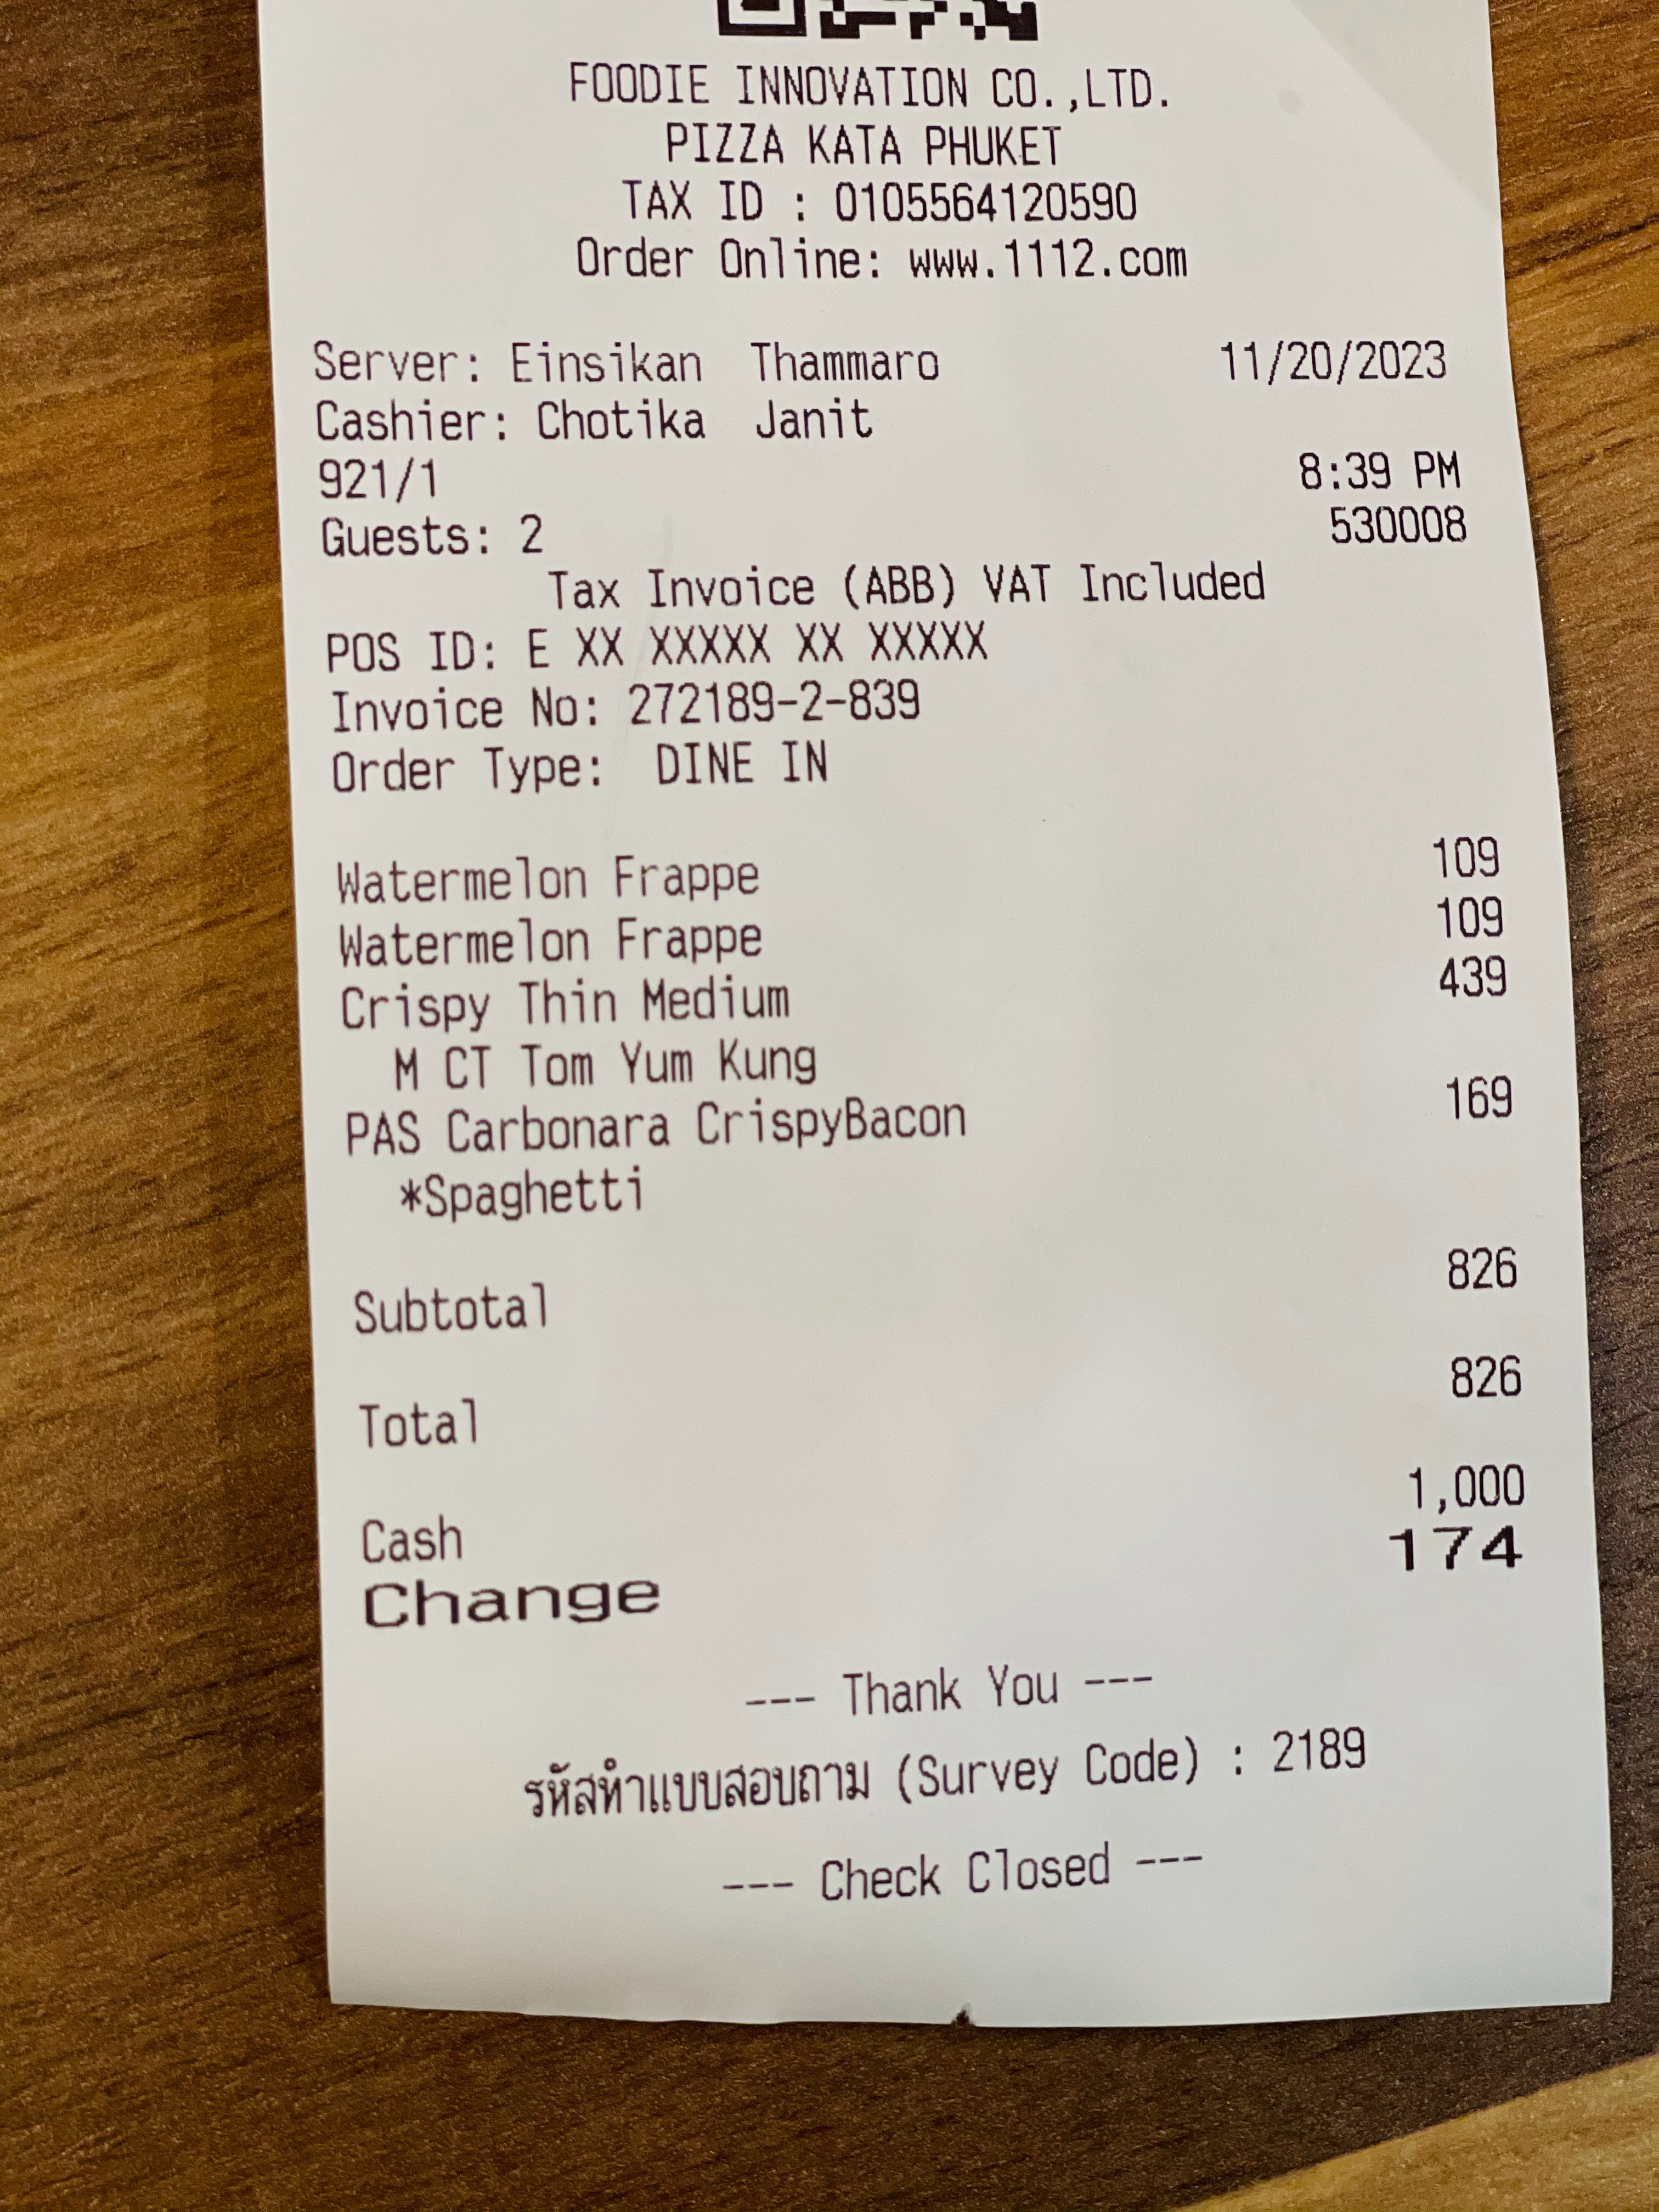 FOODIE INNOVATION CO.,LTD.
PIZZA KATA PHUKET
TAX ID : 0105564120590
Order Online: www.1112.com
Server: Einsikan Thammaro 11/20/2023
Cashier: Chotika Janit
921/1 8:39 PM
Guests: 2 530008
Tax Invoice (ABB) VAT Included
POS ID: E XX XXXXX XX XXXXX
Invoice No: 272189-2-839
Order Type: DINE IN
Watermelon Frappe 109
Watermelon Frappe 109
Crispy Thin Medium 439
M CT Tom Yum Kung
PAS Carbonara CrispyBacon 169
*Spaghetti
Subtotal 826
Total 826
Cash 1,000
Change 174
--- Thank You ---
รหัสทำแบบสอบถาม (Survey Code) : 2189
--- Check Closed ---